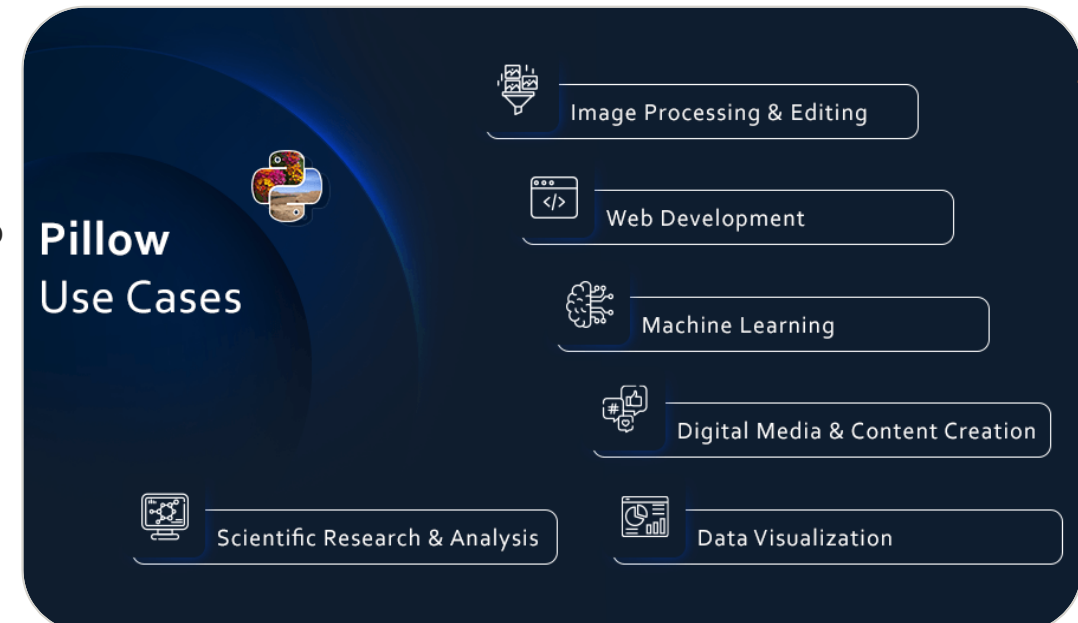 Pillow
Use Cases
Image Processing & Editing
Web Development
Machine Learning
Digital Media & Content Creation
Scientific Research & Analysis
Data Visualization